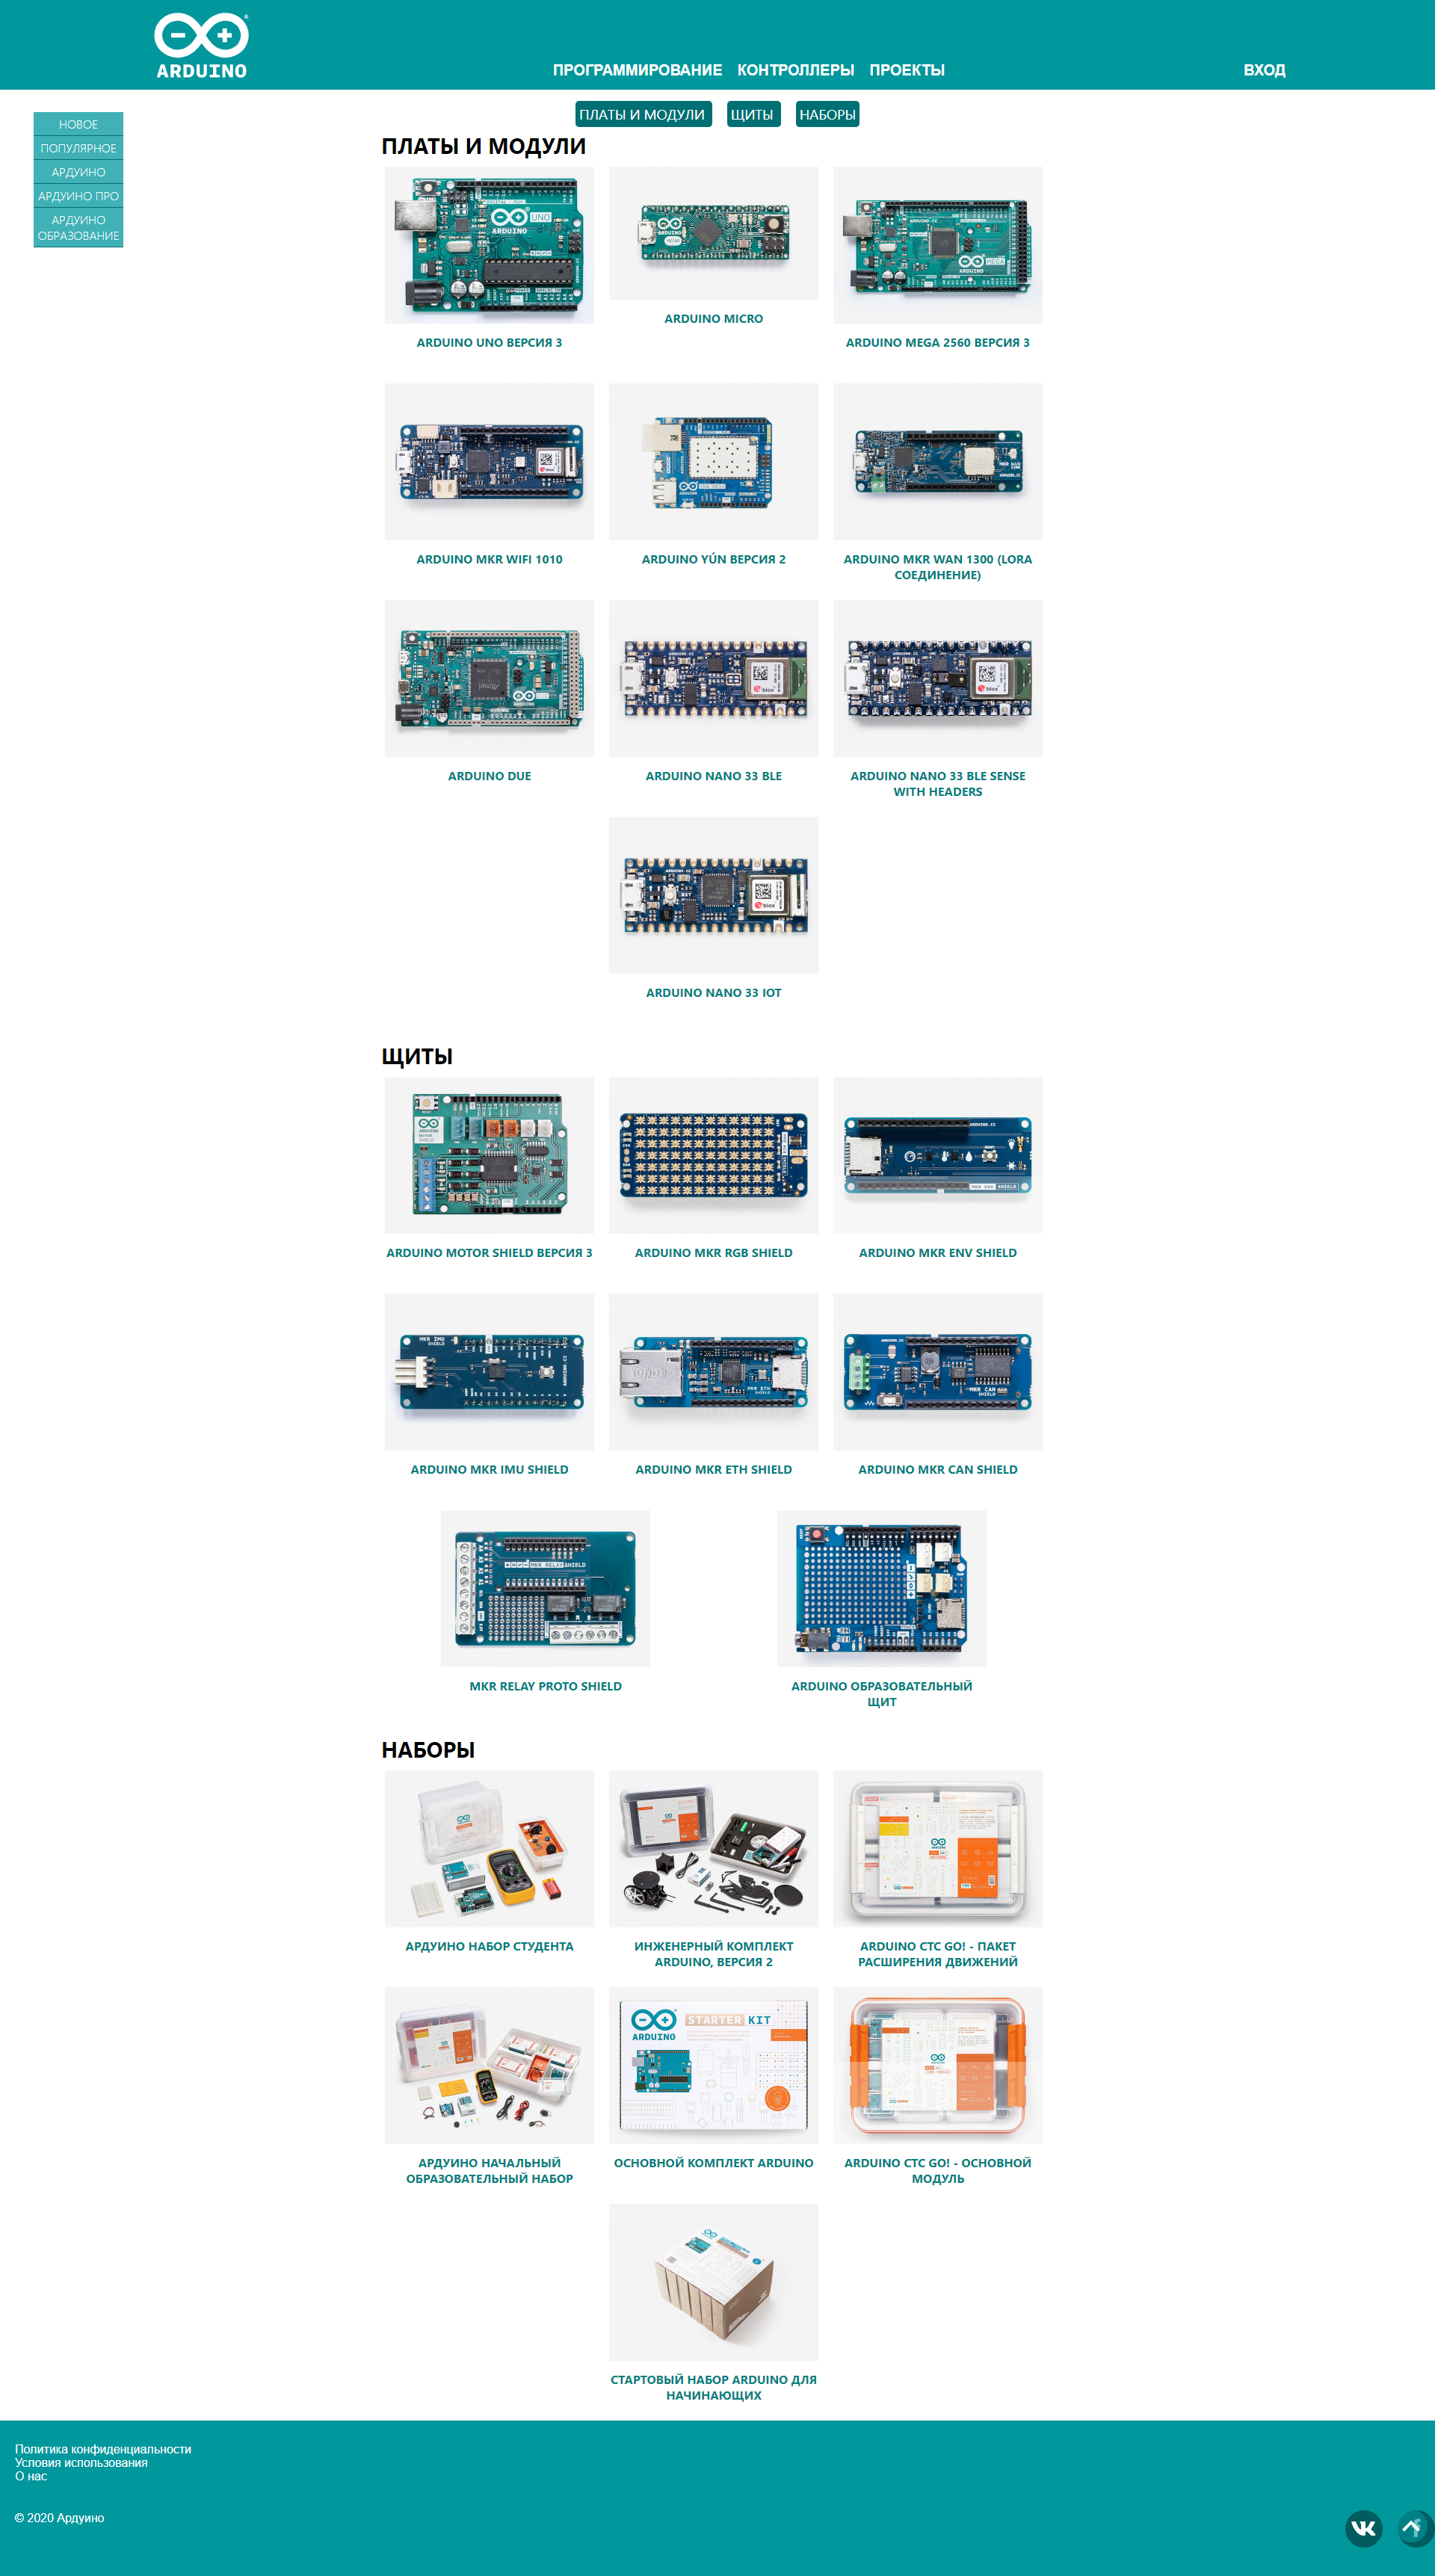 ARDUINO
ПРОГРАММИРОВАНИЕ КОНТРОЛЛЕРЫ ПРОЕКТЫ
ВХОД
НОВОЕ
ПОПУЛЯРНОЕ
АРДУИНО
АРДУИНО ПРО
АРДУИНО
ОБРАЗОВАНИЕ
ПЛАТЫ И МОДУЛИ ЩИТЫ НАБОРЫ
ПЛАТЫ И МОДУЛИ
ARDUINO UNO ВЕРСИЯ 3
ARDUINO MICRO
ARDUINO MEGA 2560 ВЕРСИЯ 3
ARDUINO MKR WIFI 1010
ARDUINO YÚN ВЕРСИЯ 2
ARDUINO MKR WAN 1300 (LORA
СОЕДИНЕНИЕ)
ARDUINO DUE
ARDUINO NANO 33 BLE
ARDUINO NANO 33 BLE SENSE
WITH HEADERS
ARDUINO NANO 33 IOT
ЩИТЫ
ARDUINO MOTOR SHIELD ВЕРСИЯ 3
ARDUINO MKR RGB SHIELD
ARDUINO MKR ENV SHIELD
ARDUINO MKR IMU SHIELD
ARDUINO MKR ETH SHIELD
ARDUINO MKR CAN SHIELD
MKR RELAY PROTO SHIELD
ARDUINO ОБРАЗОВАТЕЛЬНЫЙ
ЩИТ
НАБОРЫ
АРДУИНО НАБОР СТУДЕНТА
ИНЖЕНЕРНЫЙ КОМПЛЕКТ
ARDUINO, ВЕРСИЯ 2
ARDUINO CTC GO! - ПАКЕТ
РАСШИРЕНИЯ ДВИЖЕНИЙ
STARTER KIT
ARDUINO
АРДУИНО НАЧАЛЬНЫЙ
ОБРАЗОВАТЕЛЬНЫЙ НАБОР
ОСНОВНОЙ КОМПЛЕКТ ARDUINO
ARDUINO CTC GO! - ОСНОВНОЙ
МОДУЛЬ
СТАРТОВЫЙ НАБОР ARDUINO ДЛЯ
НАЧИНАЮЩИХ
Политика конфиденциальности
Условия использования
О нас
© 2020 Ардуино